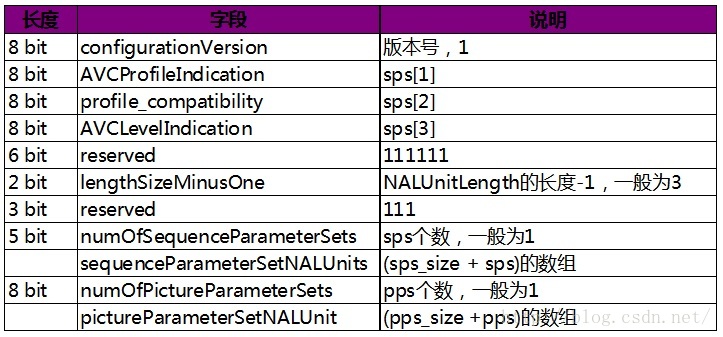 长度 字段 说明
8 bit configurationVersion 版本号，1
8 bit AVCProfileIndication sps[1]
8 bit profile_compatibility sps[2]
8 bit AVCLevelIndication sps[3]
6 bit reserved 111111
2 bit lengthSizeMinusOne NALUnitLength的长度-1，一般为3
3 bit reserved 111
5 bit numOfSequenceParameterSets sps个数，一般为1
sequenceParameterSetNALUnits (sps_size + sps)的数组
8 bit numOfPictureParameterSets pps个数，一般为1
pictureParameterSetNALUnit (pps_size +pps)的数组
blog.csdn.net/